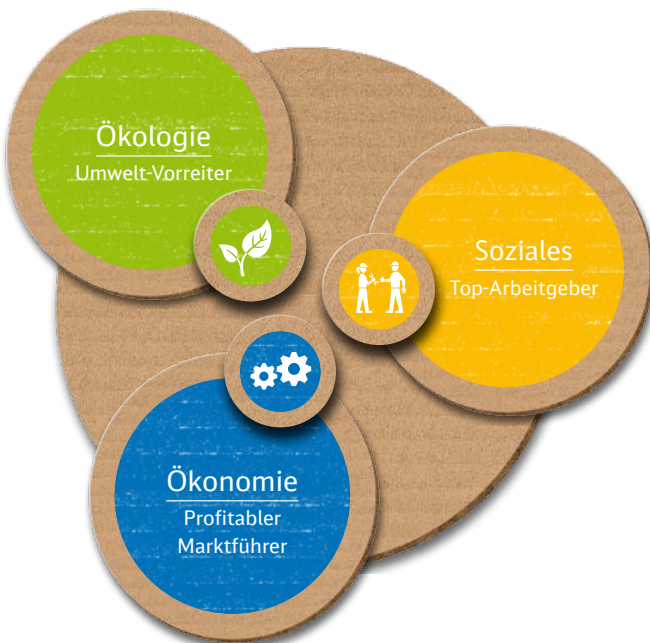 Ökologie
Umwelt-Vorreiter
Soziales
Top-Arbeitgeber
Ökonomie
Profitabler
Marktführer